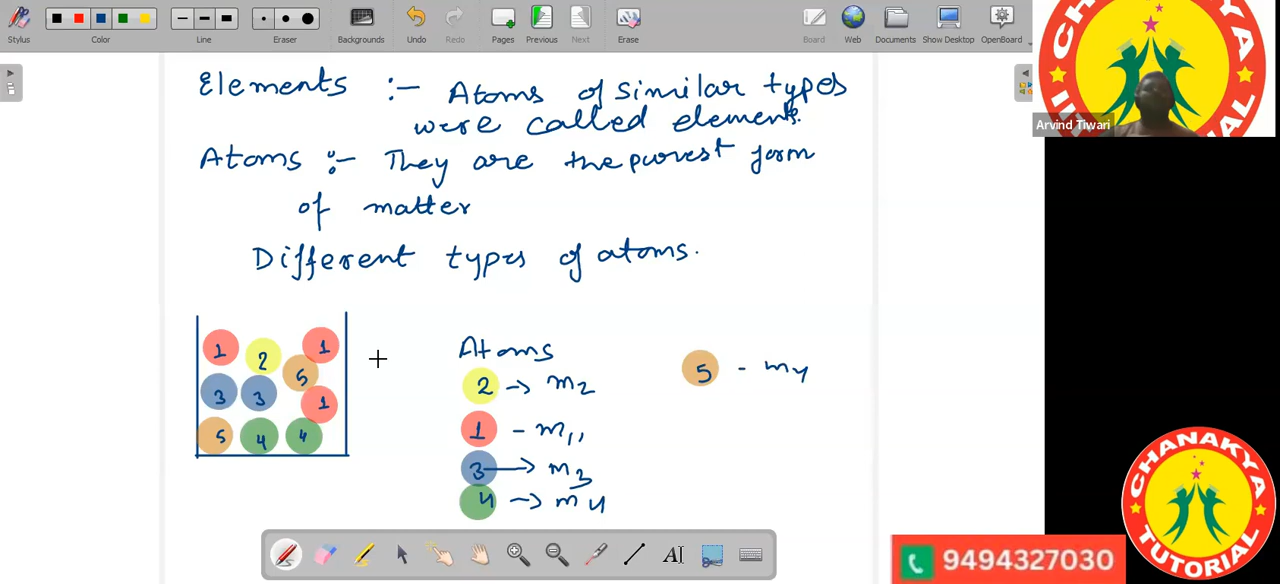 Stylus
Color
Line
Eraser
Backgrounds
Undo
Redo
Pages
Previous
Next
Erase
Board
Web
Documents
Show Desktop
OpenBoard
Elements :- Atoms of similar types
were called elements.
Atoms :- They are the purest form
of matter
Different types of atoms.
1 2 1
5
3 3 1
5 4 4
Atoms
2 → m2
1 - m11
3 → m3
4 → m4
5 - m4
Arvind Tiwari
CHANAKYA
TUTORIAL
9494327030